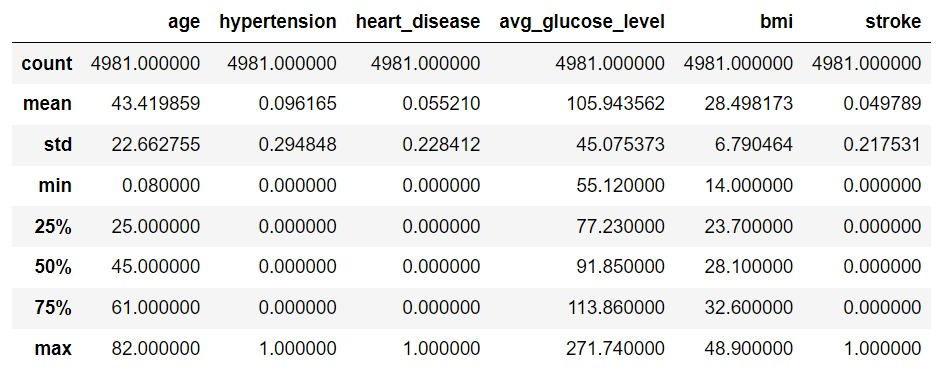 age hypertension heart_disease avg_glucose_level bmi stroke
count 4981.000000 4981.000000 4981.000000 4981.000000 4981.000000 4981.000000
mean 43.419859 0.096165 0.055210 105.943562 28.498173 0.049789
std 22.662755 0.294848 0.228412 45.075373 6.790464 0.217531
min 0.080000 0.000000 0.000000 55.120000 14.000000 0.000000
25% 25.000000 0.000000 0.000000 77.230000 23.700000 0.000000
50% 45.000000 0.000000 0.000000 91.850000 28.100000 0.000000
75% 61.000000 0.000000 0.000000 113.860000 32.600000 0.000000
max 82.000000 1.000000 1.000000 271.740000 48.900000 1.000000